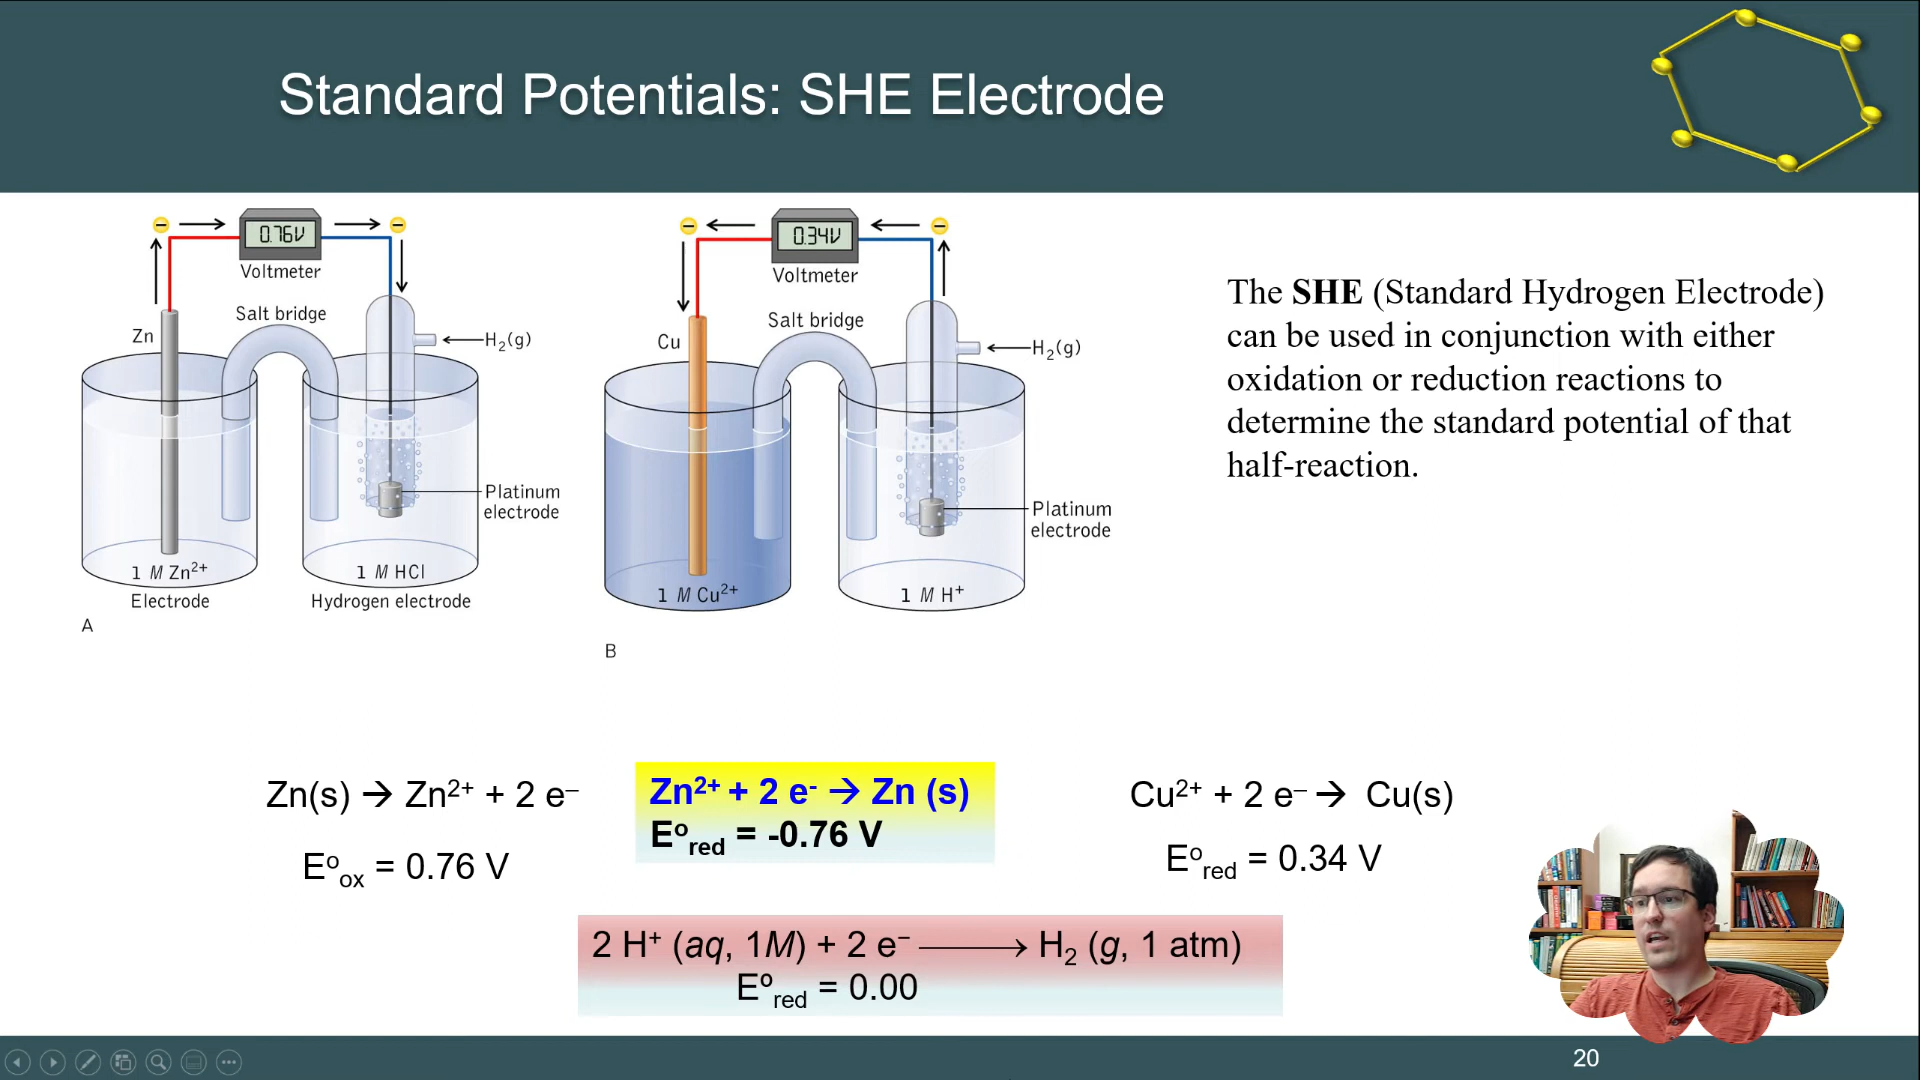 Standard Potentials: SHE Electrode
0.76V
Voltmeter
Salt bridge
Zn
H₂(g)
Platinum
electrode
1 M Zn²⁺
1 M HCl
Electrode
Hydrogen electrode
A
0.34V
Voltmeter
Salt bridge
Cu
H₂(g)
Platinum
electrode
1 M Cu²⁺
1 M H⁺
B
The SHE (Standard Hydrogen Electrode)
can be used in conjunction with either
oxidation or reduction reactions to
determine the standard potential of that
half-reaction.
Zn(s) → Zn²⁺ + 2 e⁻
E°ox = 0.76 V
Zn²⁺ + 2 e⁻ → Zn (s)
E°red = -0.76 V
Cu²⁺ + 2 e⁻ → Cu(s)
E°red = 0.34 V
2 H⁺ (aq, 1M) + 2 e⁻ ⟶ H₂ (g, 1 atm)
E°red = 0.00
20